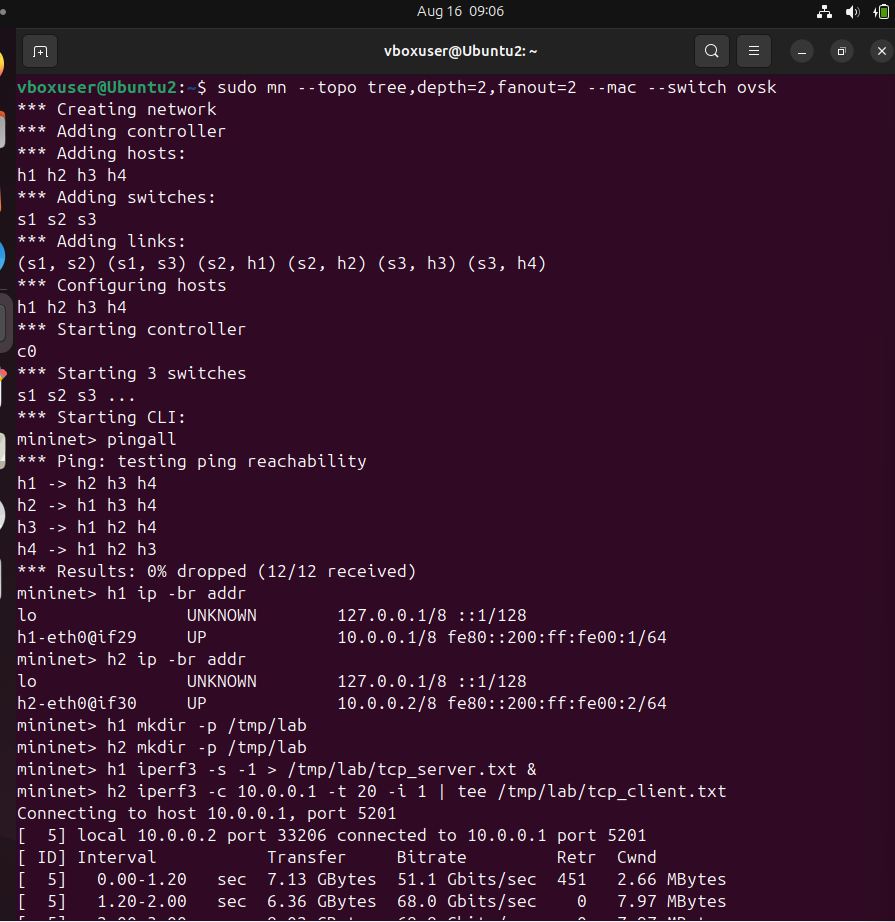 Aug 16 09:06
vboxuser@Ubuntu2: ~
vboxuser@Ubuntu2:~$ sudo mn --topo tree,depth=2,fanout=2 --mac --switch ovsk
*** Creating network
*** Adding controller
*** Adding hosts:
h1 h2 h3 h4
*** Adding switches:
s1 s2 s3
*** Adding links:
(s1, s2) (s1, s3) (s2, h1) (s2, h2) (s3, h3) (s3, h4)
*** Configuring hosts
h1 h2 h3 h4
*** Starting controller
c0
*** Starting 3 switches
s1 s2 s3 ...
*** Starting CLI:
mininet> pingall
*** Ping: testing ping reachability
h1 -> h2 h3 h4
h2 -> h1 h3 h4
h3 -> h1 h2 h4
h4 -> h1 h2 h3
*** Results: 0% dropped (12/12 received)
mininet> h1 ip -br addr
lo               UNKNOWN        127.0.0.1/8 ::1/128
h1-eth0@if29     UP             10.0.0.1/8 fe80::200:ff:fe00:1/64
mininet> h2 ip -br addr
lo               UNKNOWN        127.0.0.1/8 ::1/128
h2-eth0@if30     UP             10.0.0.2/8 fe80::200:ff:fe00:2/64
mininet> h1 mkdir -p /tmp/lab
mininet> h2 mkdir -p /tmp/lab
mininet> h1 iperf3 -s -1 > /tmp/lab/tcp_server.txt &
mininet> h2 iperf3 -c 10.0.0.1 -t 20 -i 1 | tee /tmp/lab/tcp_client.txt
Connecting to host 10.0.0.1, port 5201
[  5] local 10.0.0.2 port 33206 connected to 10.0.0.1 port 5201
[ ID] Interval           Transfer     Bitrate         Retr  Cwnd
[  5]   0.00-1.20   sec  7.13 GBytes  51.1 Gbits/sec  451   2.66 MBytes
[  5]   1.20-2.00   sec  6.36 GBytes  68.0 Gbits/sec    0   7.97 MBytes